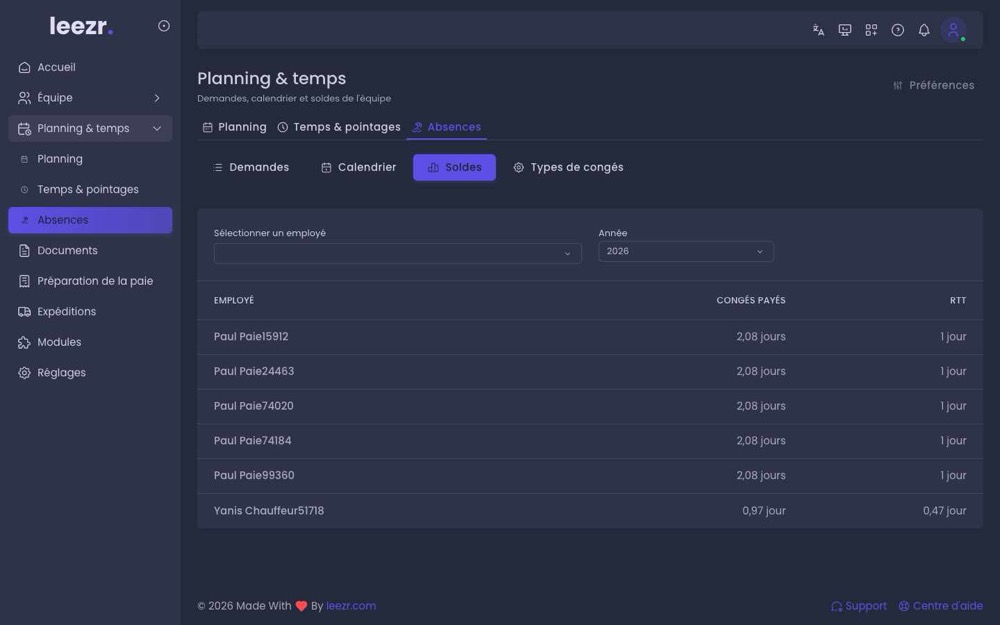 leezr.
Accueil
Équipe
Planning & temps
Planning
Temps & pointages
Absences
Documents
Préparation de la paie
Expéditions
Modules
Réglages
Planning & temps
Demandes, calendrier et soldes de l'équipe
Préférences
Planning Temps & pointages Absences
Demandes Calendrier Soldes Types de congés
Sélectionner un employé Année
2026
EMPLOYÉ CONGÉS PAYÉS RTT
Paul Paie15912 2,08 jours 1 jour
Paul Paie24463 2,08 jours 1 jour
Paul Paie74020 2,08 jours 1 jour
Paul Paie74184 2,08 jours 1 jour
Paul Paie99360 2,08 jours 1 jour
Yanis Chauffeur51718 0,97 jour 0,47 jour
© 2026 Made With ❤ By leezr.com Support Centre d'aide